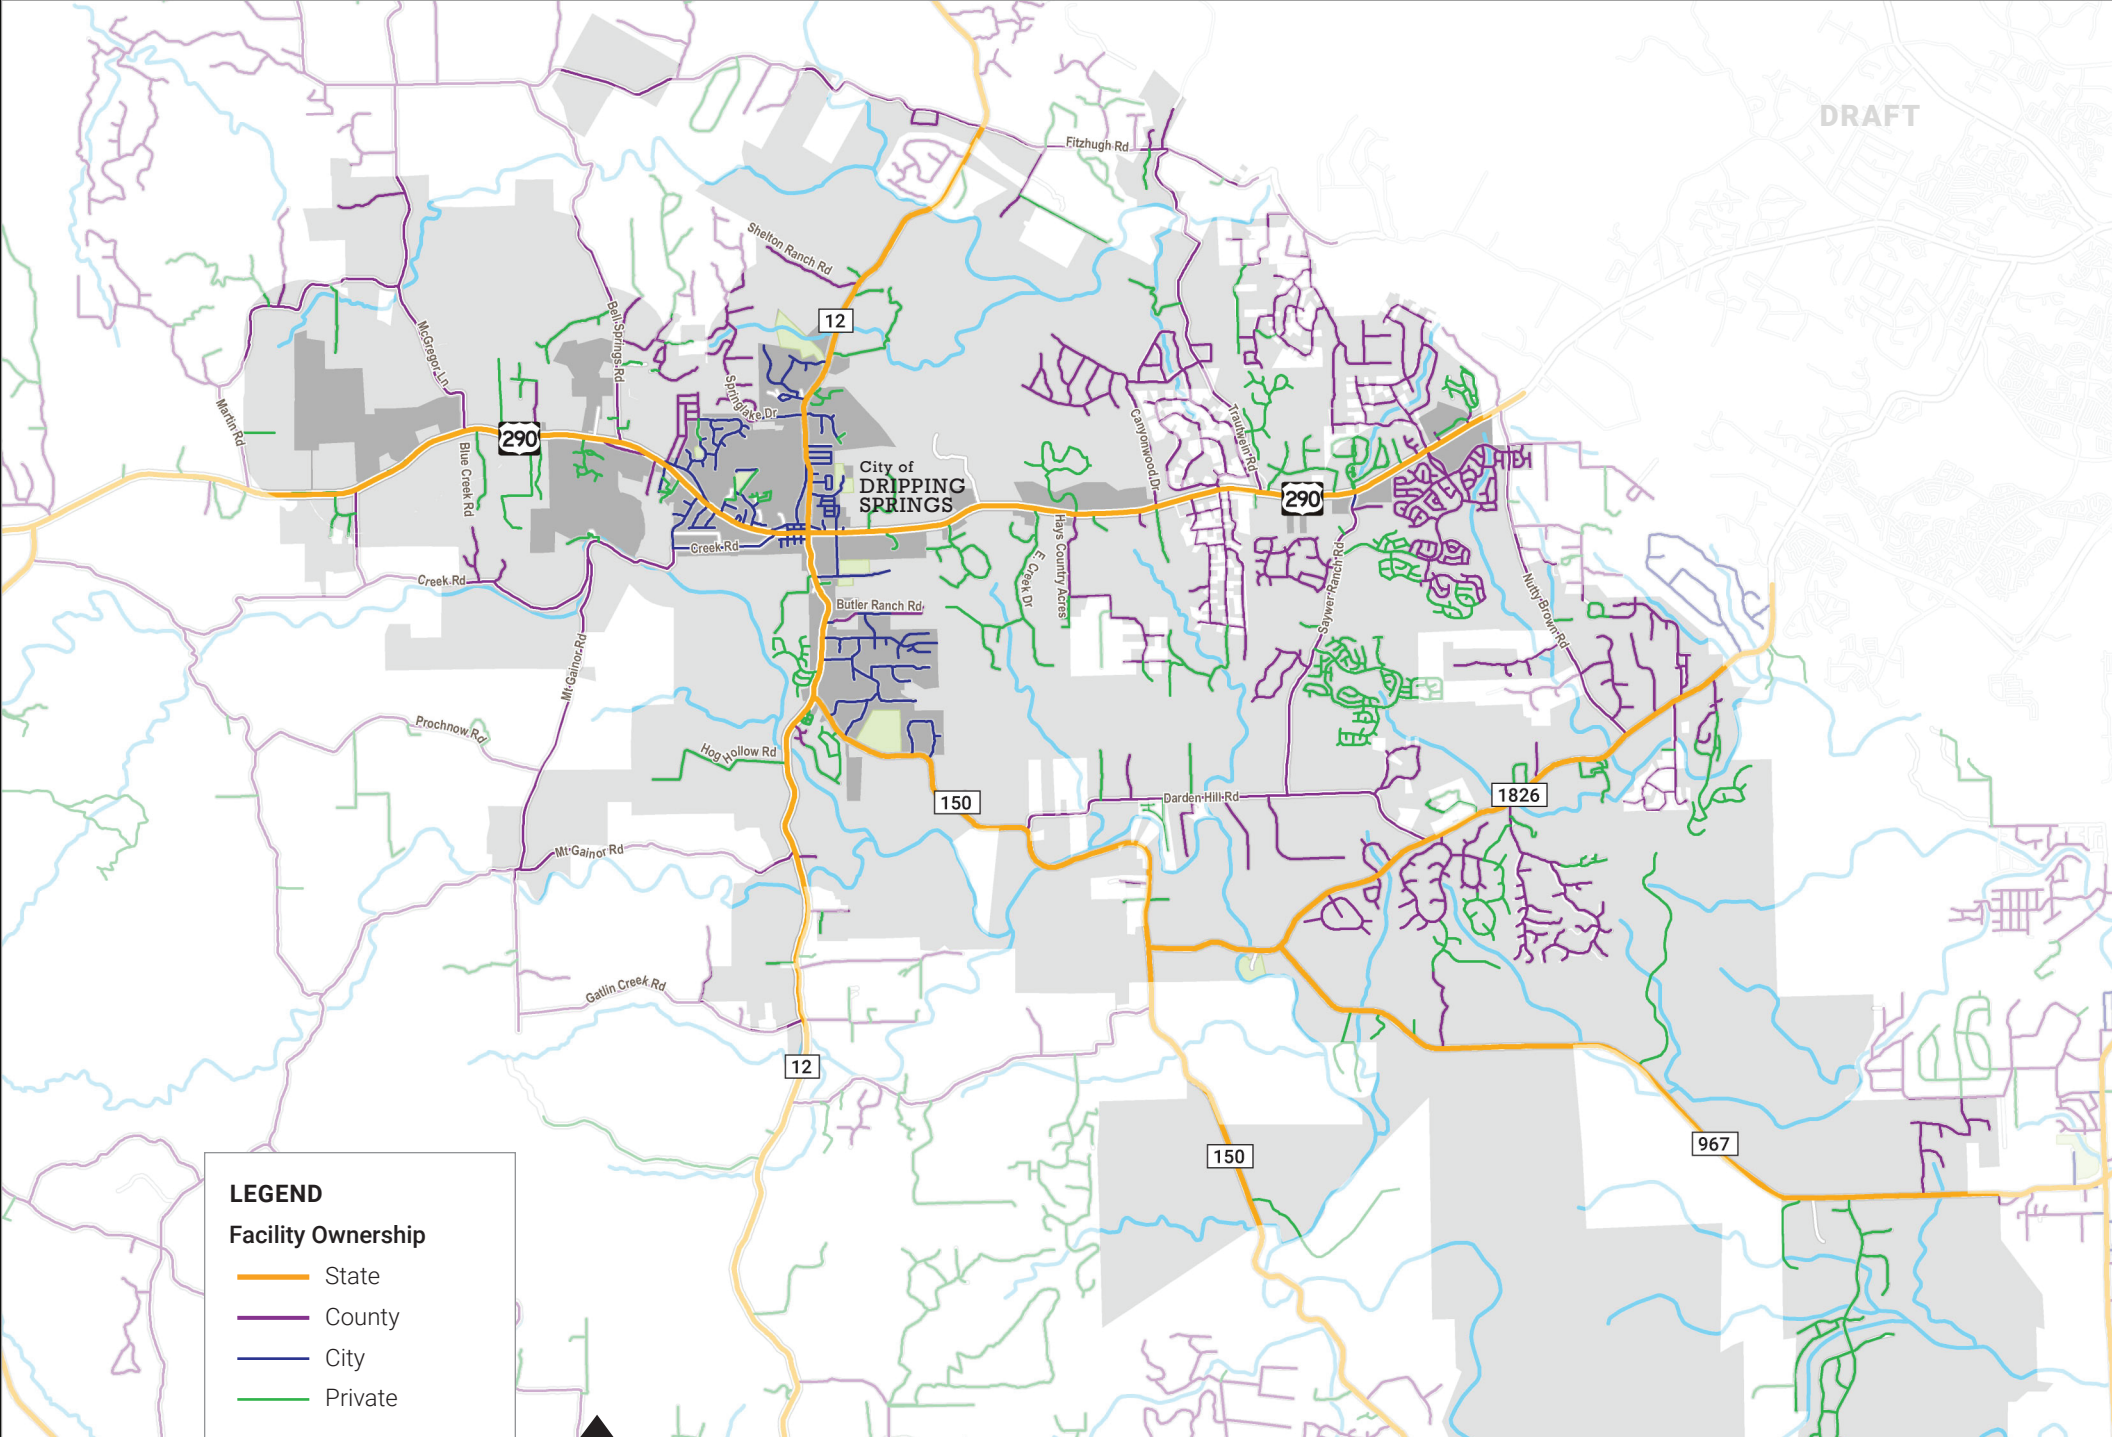 DRAFT
Fitzhugh Rd
Shelton Ranch Rd
12
Bell Springs Rd
McGregor Ln
Martin Rd
Springlake Dr
290
Blue Creek Rd
City of
DRIPPING
SPRINGS
Canyonwood Dr
Trautwein Rd
290
Creek Rd
Creek Rd
E. Creek Dr
Hays Country Acres
Butler Ranch Rd
Saywer Ranch Rd
Nutty Brown Rd
Mt Gainor Rd
Prochnow Rd
Hog Hollow Rd
150
Darden Hill Rd
1826
Mt Gainor Rd
Gatlin Creek Rd
12
150
967
LEGEND
Facility Ownership
State
County
City
Private